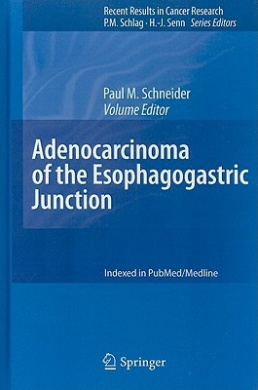 Recent Results in Cancer Research
P.M. Schlag · H.-J. Senn Series Editors
Paul M. Schneider
Volume Editor
Adenocarcinoma
of the Esophagogastric
Junction
Indexed in PubMed/Medline
Springer